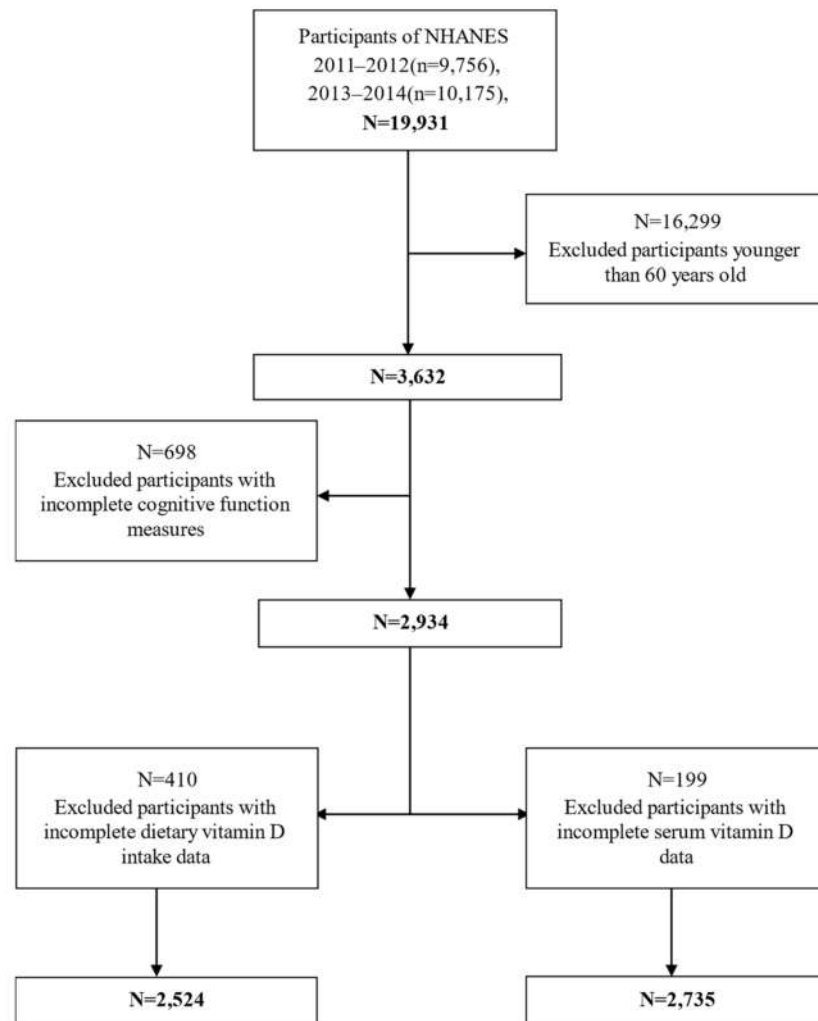 Participants of NHANES
2011–2012(n=9,756),
2013–2014(n=10,175),
N=19,931
N=16,299
Excluded participants younger
than 60 years old
N=3,632
N=698
Excluded participants with
incomplete cognitive function
measures
N=2,934
N=410
Excluded participants with
incomplete dietary vitamin D
intake data
N=199
Excluded participants with
incomplete serum vitamin D
data
N=2,524
N=2,735